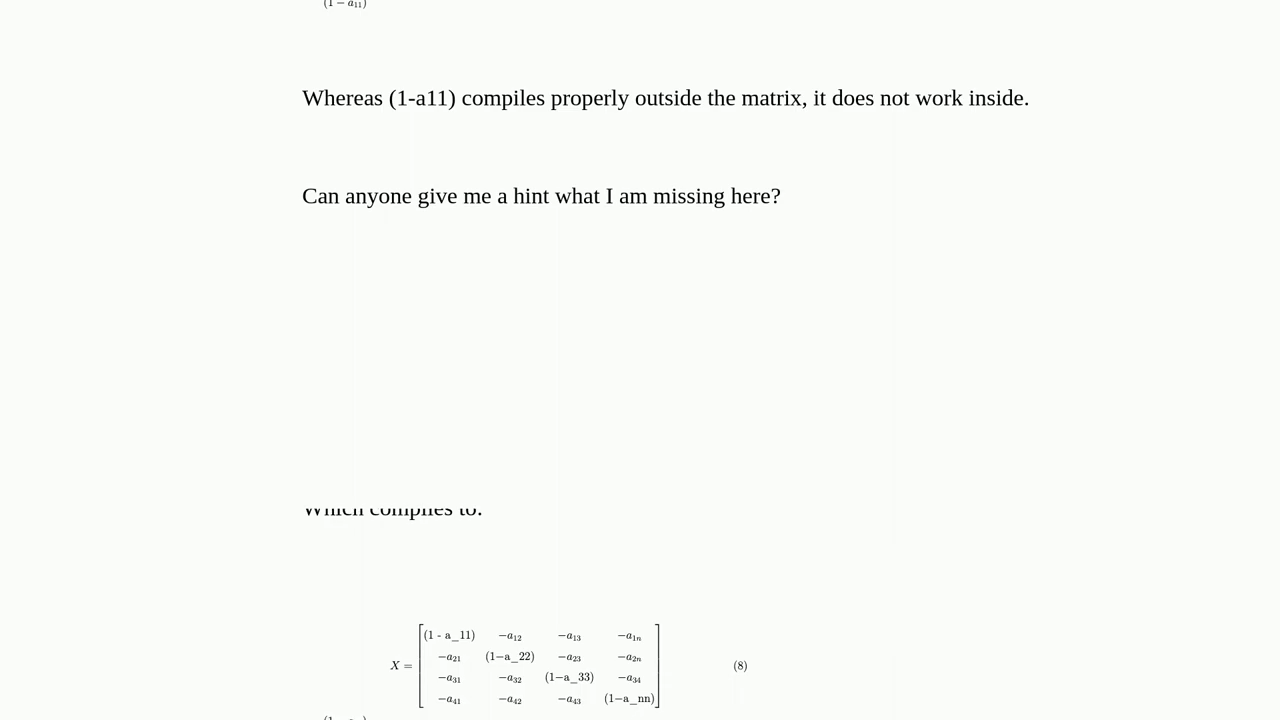 (1 − a₁₁)
Whereas (1-a11) compiles properly outside the matrix, it does not work inside.
Can anyone give me a hint what I am missing here?
Which compiles to:
X = [(1 - a_11) −a₁₂ −a₁₃ −a₁ₙ
−a₂₁ (1−a_22) −a₂₃ −a₂ₙ
−a₃₁ −a₃₂ (1−a_33) −a₃₄
−a₄₁ −a₄₂ −a₄₃ (1−a_nn)] (8)